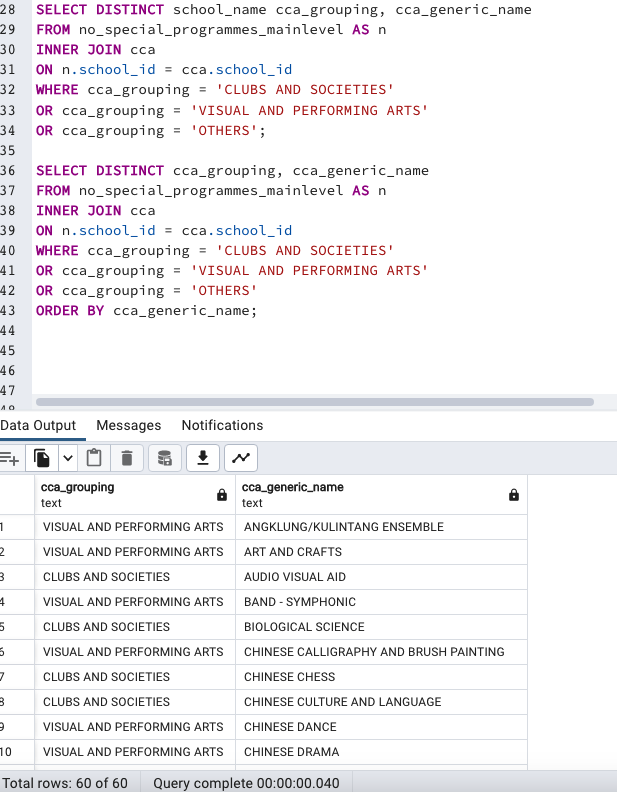 28 SELECT DISTINCT school_name cca_grouping, cca_generic_name
29 FROM no_special_programmes_mainlevel AS n
30 INNER JOIN cca
31 ON n.school_id = cca.school_id
32 WHERE cca_grouping = 'CLUBS AND SOCIETIES'
33 OR cca_grouping = 'VISUAL AND PERFORMING ARTS'
34 OR cca_grouping = 'OTHERS';
35
36 SELECT DISTINCT cca_grouping, cca_generic_name
37 FROM no_special_programmes_mainlevel AS n
38 INNER JOIN cca
39 ON n.school_id = cca.school_id
40 WHERE cca_grouping = 'CLUBS AND SOCIETIES'
41 OR cca_grouping = 'VISUAL AND PERFORMING ARTS'
42 OR cca_grouping = 'OTHERS'
43 ORDER BY cca_generic_name;
44
45
46
47
Data Output Messages Notifications
cca_grouping cca_generic_name
text text
1 VISUAL AND PERFORMING ARTS ANGKLUNG/KULINTANG ENSEMBLE
2 VISUAL AND PERFORMING ARTS ART AND CRAFTS
3 CLUBS AND SOCIETIES AUDIO VISUAL AID
4 VISUAL AND PERFORMING ARTS BAND - SYMPHONIC
5 CLUBS AND SOCIETIES BIOLOGICAL SCIENCE
6 VISUAL AND PERFORMING ARTS CHINESE CALLIGRAPHY AND BRUSH PAINTING
7 CLUBS AND SOCIETIES CHINESE CHESS
8 CLUBS AND SOCIETIES CHINESE CULTURE AND LANGUAGE
9 VISUAL AND PERFORMING ARTS CHINESE DANCE
10 VISUAL AND PERFORMING ARTS CHINESE DRAMA
Total rows: 60 of 60 Query complete 00:00:00.040